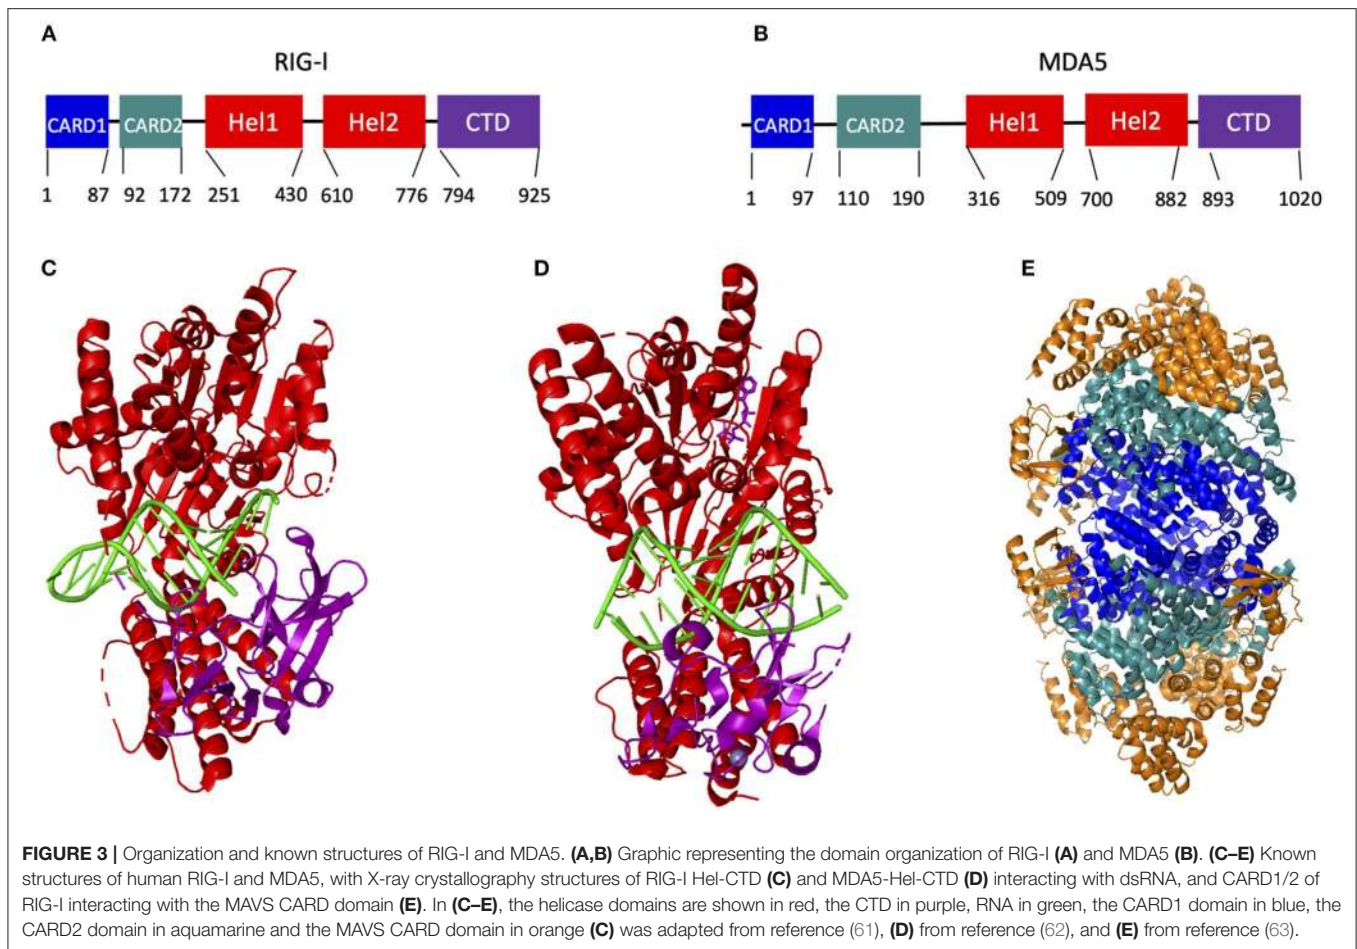 A
RIG-I
CARD1 CARD2 Hel1 Hel2 CTD
1 87 92 172 251 430 610 776 794 925
B
MDA5
CARD1 CARD2 Hel1 Hel2 CTD
1 97 110 190 316 509 700 882 893 1020
C D E
FIGURE 3 | Organization and known structures of RIG-I and MDA5. (A,B) Graphic representing the domain organization of RIG-I (A) and MDA5 (B). (C–E) Known
structures of human RIG-I and MDA5, with X-ray crystallography structures of RIG-I Hel-CTD (C) and MDA5-Hel-CTD (D) interacting with dsRNA, and CARD1/2 of
RIG-I interacting with the MAVS CARD domain (E). In (C–E), the helicase domains are shown in red, the CTD in purple, RNA in green, the CARD1 domain in blue, the
CARD2 domain in aquamarine and the MAVS CARD domain in orange (C) was adapted from reference (61), (D) from reference (62), and (E) from reference (63).